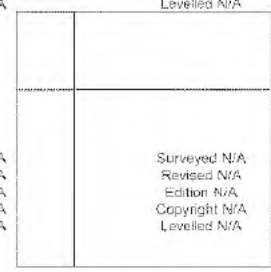 A Levelled N/A
A Surveyed N/A
A Revised N/A
A Edition N/A
A Copyright N/A
A Levelled N/A